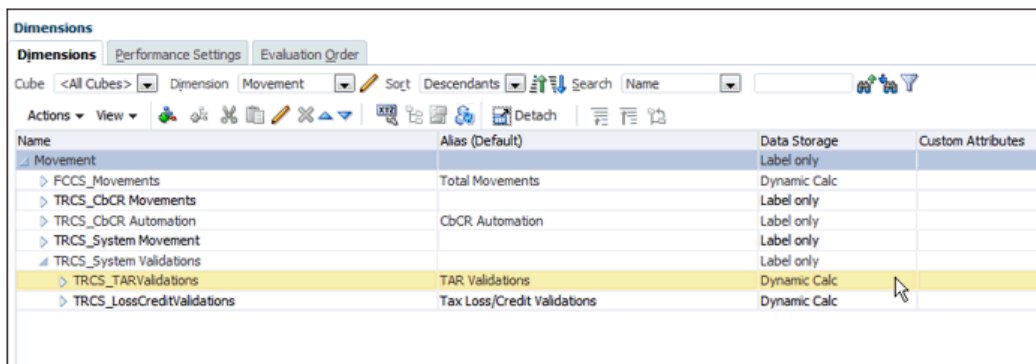 Dimensions
Dimensions Performance Settings Evaluation Order
Cube <All Cubes> Dimension Movement Sort Descendants Search Name
Actions View Detach
Name Alias (Default) Data Storage Custom Attributes
Movement Label only
FCCS_Movements Total Movements Dynamic Calc
TRCS_CbCR Movements Label only
TRCS_CbCR Automation CbCR Automation Label only
TRCS_System Movement Label only
TRCS_System Validations Label only
TRCS_TARValidations TAR Validations Dynamic Calc
TRCS_LossCreditValidations Tax Loss/Credit Validations Dynamic Calc